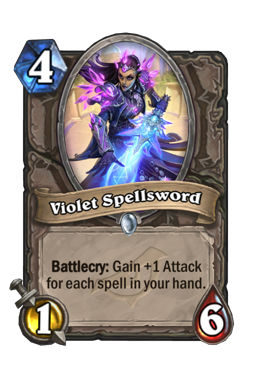 4
Violet Spellsword
Battlecry: Gain +1 Attack
for each spell in your hand.
1
6